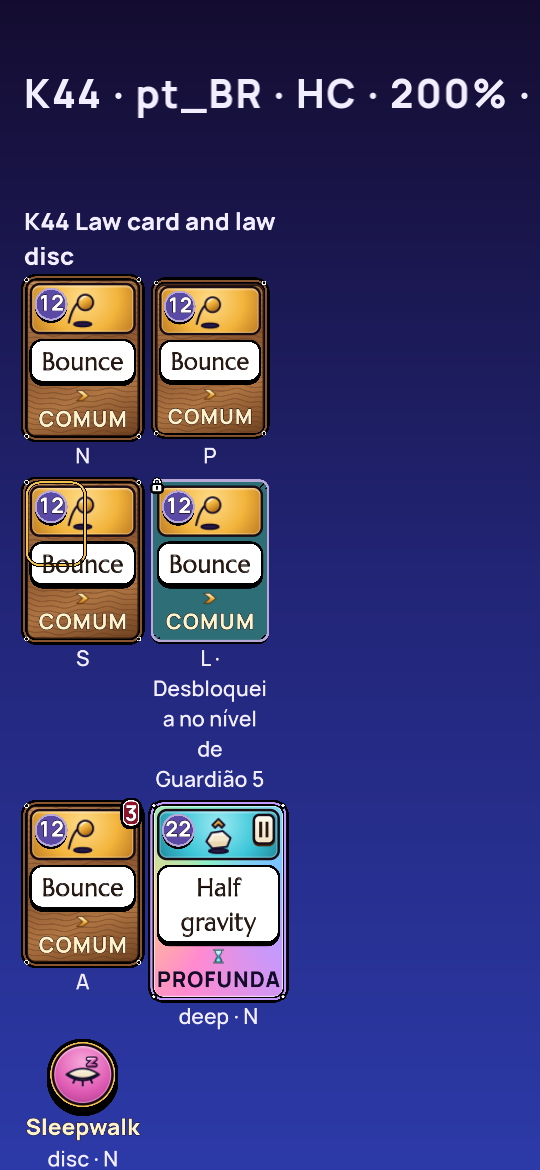 K44 · pt_BR · HC · 200% ·
K44 Law card and law
disc
12
Bounce
COMUM
N
12
Bounce
COMUM
P
12
Bounce
COMUM
S
12
Bounce
COMUM
L ·
Desbloquei
a no nível
de
Guardião 5
12
3
Bounce
COMUM
A
22
Half
gravity
PROFUNDA
deep · N
Z
Sleepwalk
disc · N